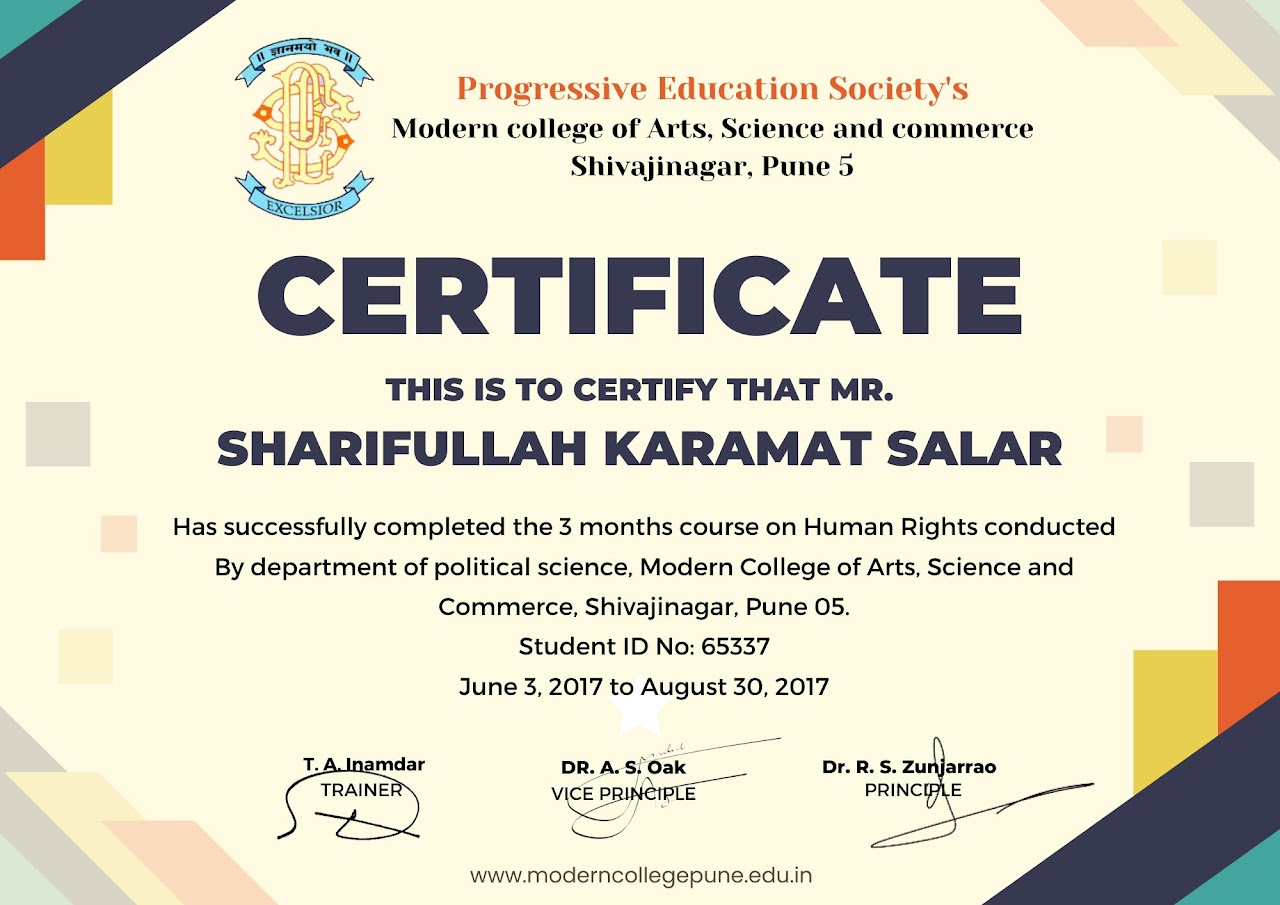 ॥ ज्ञानमयो भव ॥
EXCELSIOR
Progressive Education Society's
Modern college of Arts, Science and commerce
Shivajinagar, Pune 5
CERTIFICATE
THIS IS TO CERTIFY THAT MR.
SHARIFULLAH KARAMAT SALAR
Has successfully completed the 3 months course on Human Rights conducted
By department of political science, Modern College of Arts, Science and
Commerce, Shivajinagar, Pune 05.
Student ID No: 65337
June 3, 2017 to August 30, 2017
T. A. Inamdar
TRAINER
DR. A. S. Oak
VICE PRINCIPLE
Dr. R. S. Zunjarrao
PRINCIPLE
www.moderncollegepune.edu.in